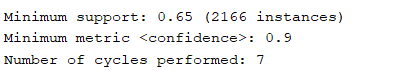 Minimum support: 0.65 (2166 instances)
Minimum metric <confidence>: 0.9
Number of cycles performed: 7